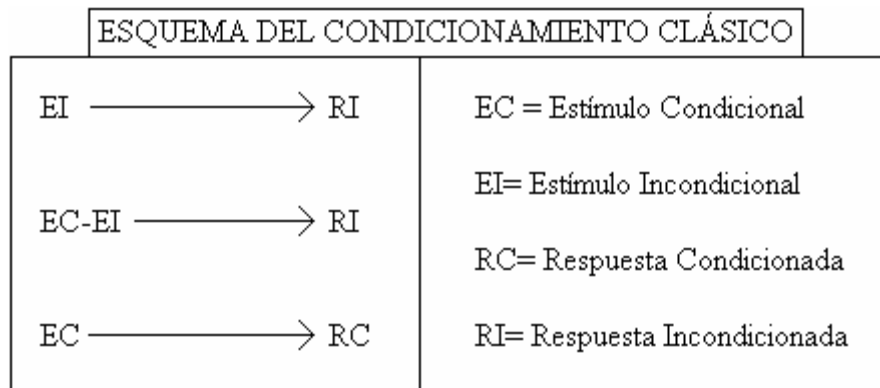 ESQUEMA DEL CONDICIONAMIENTO CLÁSICO
EI RI
EC-EI RI
EC RC
EC = Estímulo Condicional
EI= Estímulo Incondicional
RC= Respuesta Condicionada
RI= Respuesta Incondicionada